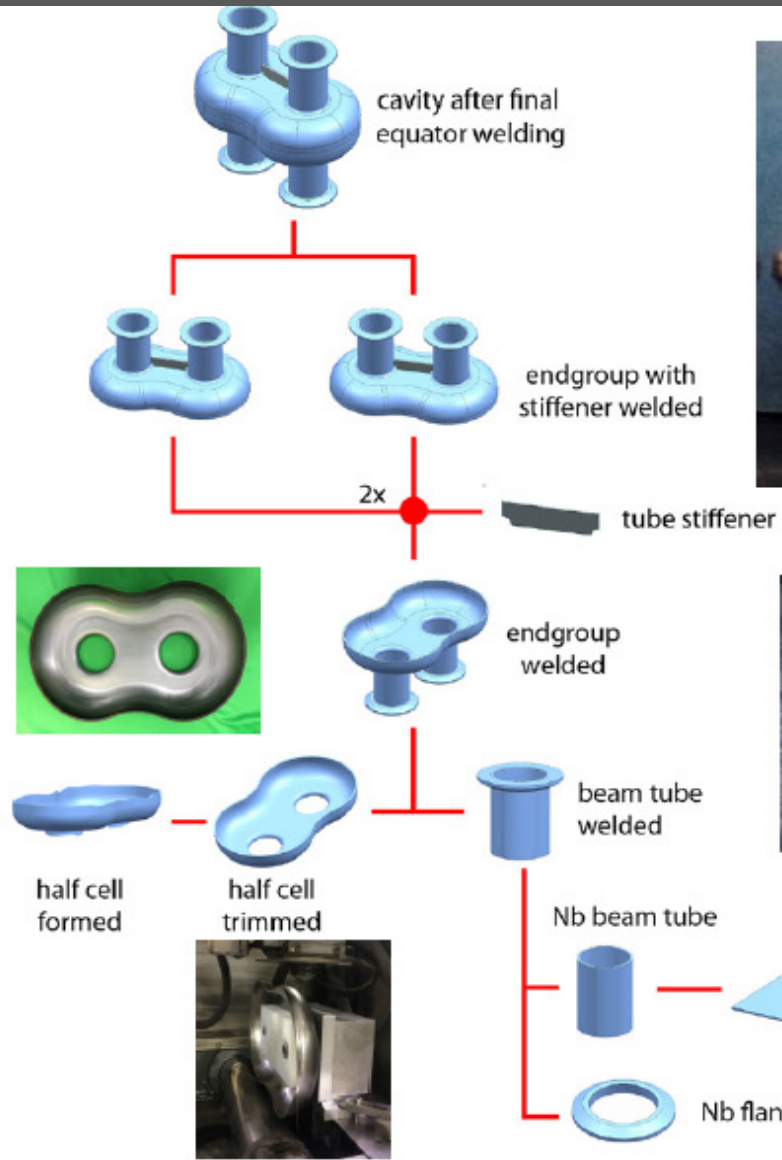 cavity after final
equator welding
endgroup with
stiffener welded
2x
tube stiffener
endgroup
welded
beam tube
welded
half cell
formed
half cell
trimmed
Nb beam tube
Nb